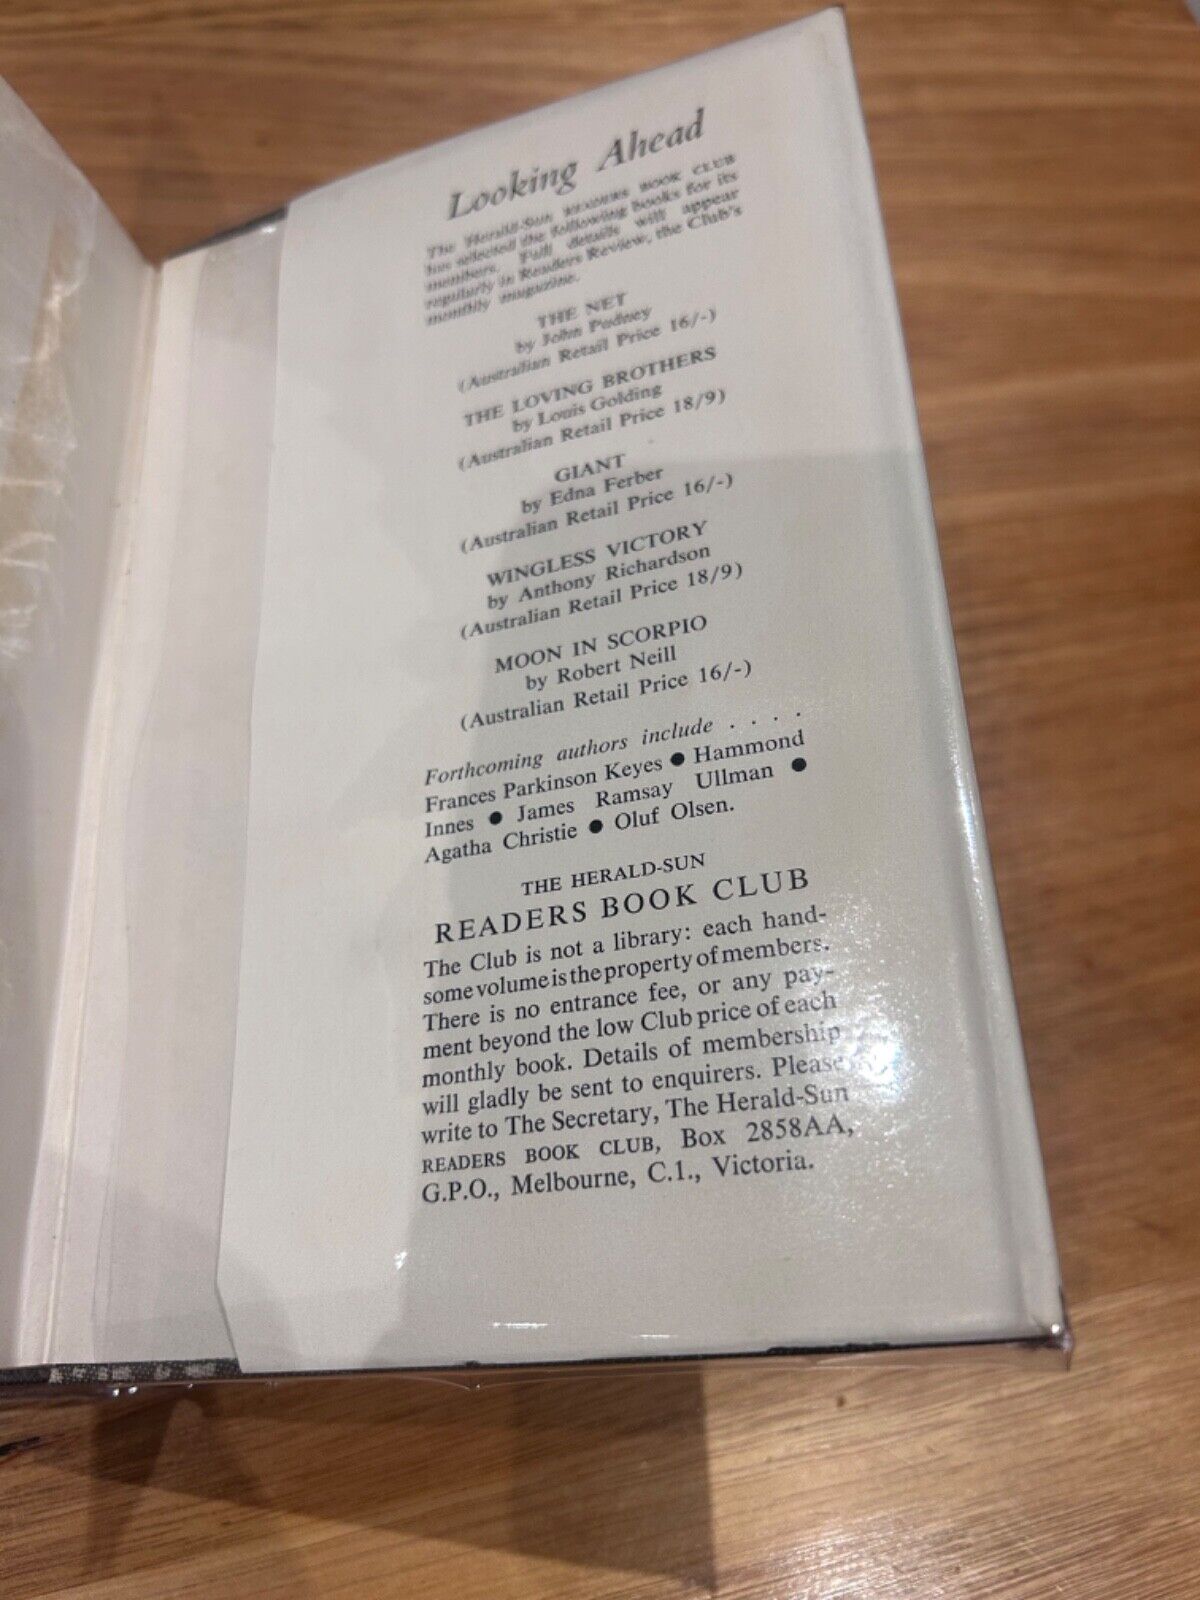 Looking Ahead
The Herald-Sun READERS BOOK CLUB
has selected the following books for its
members. Full details will appear
regularly in Readers Review, the Club's
monthly magazine.
THE NET
by John Pudney
(Australian Retail Price 16/-)
THE LOVING BROTHERS
by Louis Golding
(Australian Retail Price 18/9)
GIANT
by Edna Ferber
(Australian Retail Price 16/-)
WINGLESS VICTORY
by Anthony Richardson
(Australian Retail Price 18/9)
MOON IN SCORPIO
by Robert Neill
(Australian Retail Price 16/-)
Forthcoming authors include . . . .
Frances Parkinson Keyes ● Hammond
Innes ● James Ramsay Ullman ●
Agatha Christie ● Oluf Olsen.
THE HERALD-SUN
READERS BOOK CLUB
The Club is not a library: each hand-
some volume is the property of members.
There is no entrance fee, or any pay-
ment beyond the low Club price of each
monthly book. Details of membership
will gladly be sent to enquirers. Please
write to The Secretary, The Herald-Sun
READERS BOOK CLUB, Box 2858AA,
G.P.O., Melbourne, C.1., Victoria.